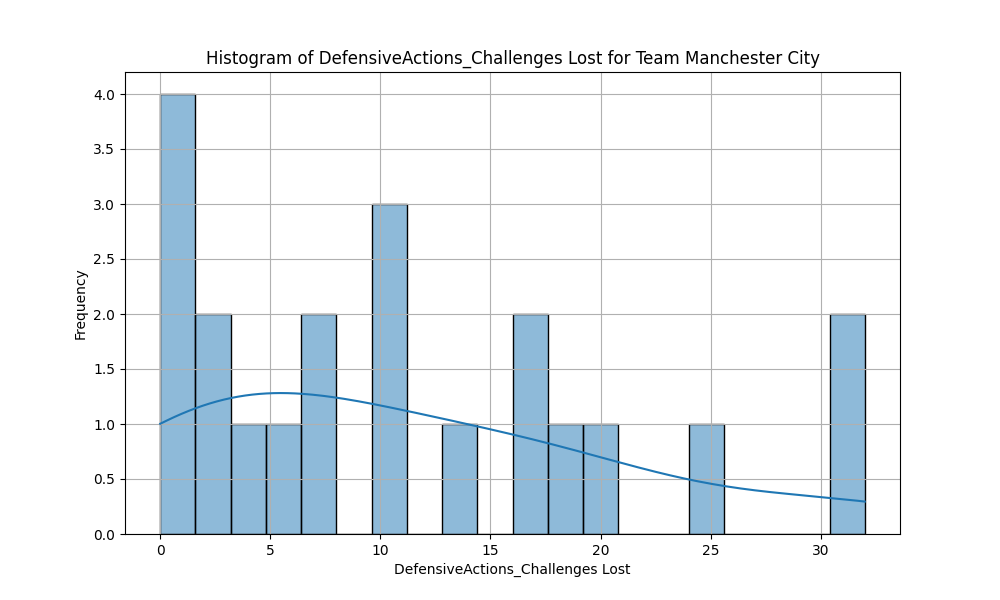 Histogram of DefensiveActions_Challenges Lost for Team Manchester City
4.0
3.5
3.0
2.5
2.0
1.5
1.0
0.5
0.0
Frequency
0 5 10 15 20 25 30
DefensiveActions_Challenges Lost